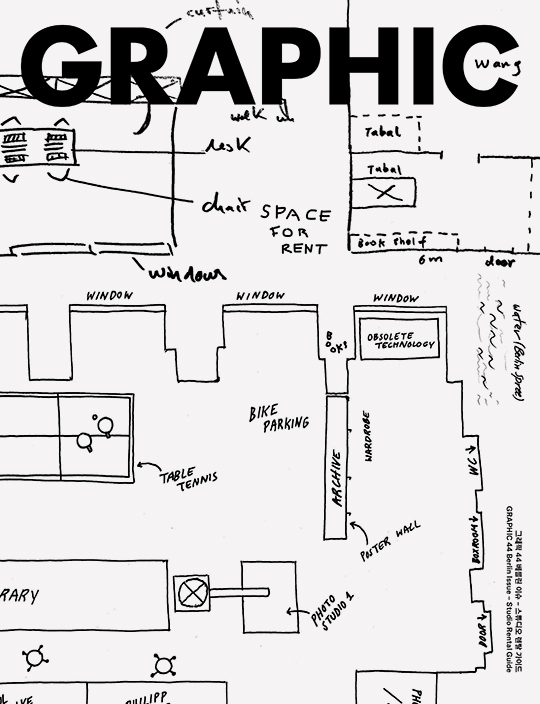 curtain
GRAPHIC
Wang
walk in
desk
Tabal
Tabal
chair
SPACE
FOR
RENT
Book Shelf
6m
door
windows
WINDOW
WINDOW
WINDOW
BOOKS
OBSOLETE
TECHNOLOGY
Water (Berlin Spree)
BIKE
PARKING
WARDROBE
ARCHIVE
TABLE
TENNIS
WC
POSTER WALL
BOXROOM
RARY
PHOTO
STUDIO 1
DOOR
그래픽 44 베를린 이슈 – 스튜디오 렌탈 가이드
GRAPHIC 44 Berlin Issue – Studio Rental Guide
PHILIPP